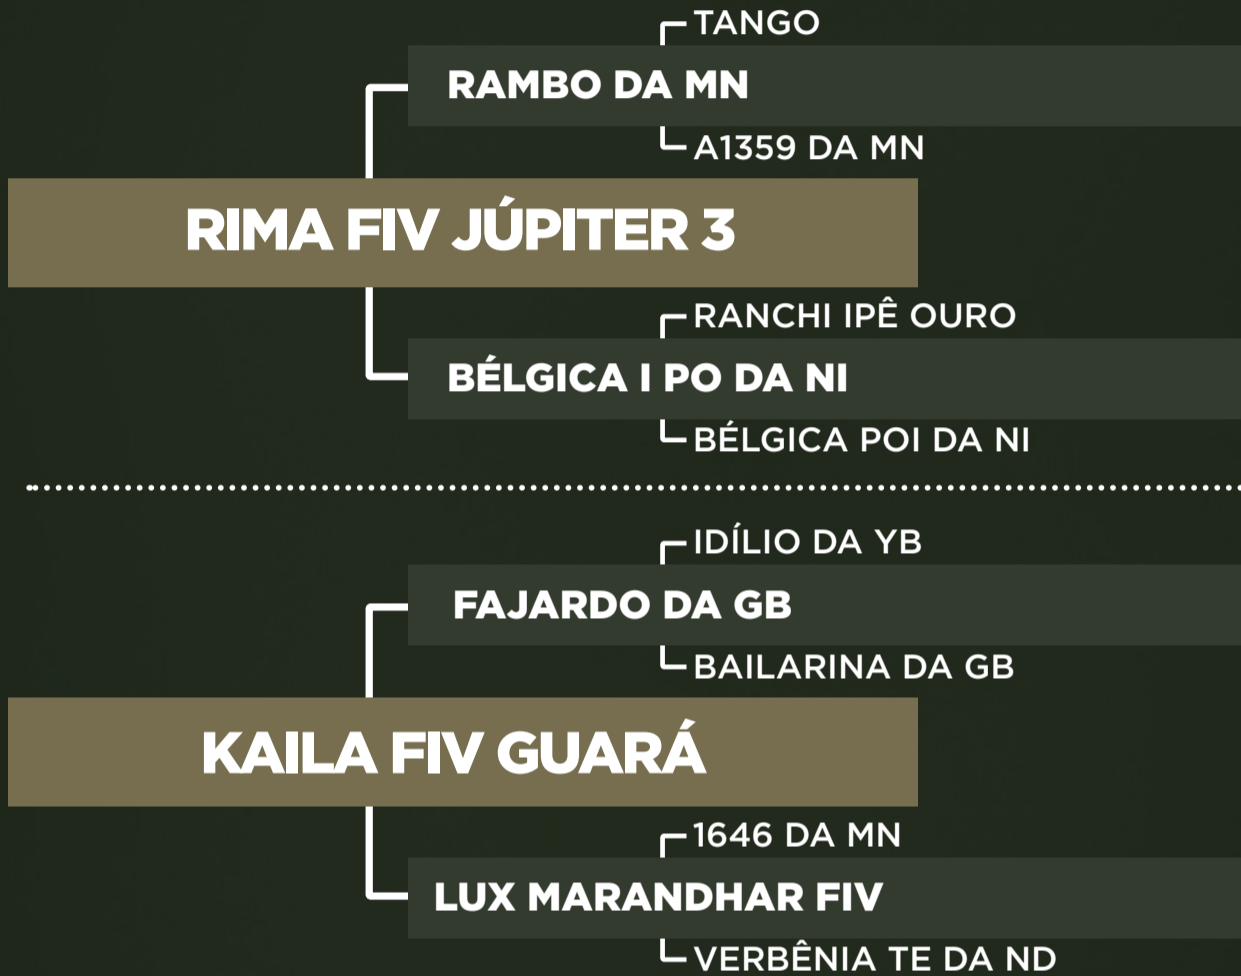 TANGO
RAMBO DA MN
A1359 DA MN
RIMA FIV JÚPITER 3
RANCHI IPÊ OURO
BÉLGICA I PO DA NI
BÉLGICA POI DA NI
IDÍLIO DA YB
FAJARDO DA GB
BAILARINA DA GB
KAILA FIV GUARÁ
1646 DA MN
LUX MARANDHAR FIV
VERBÊNIA TE DA ND